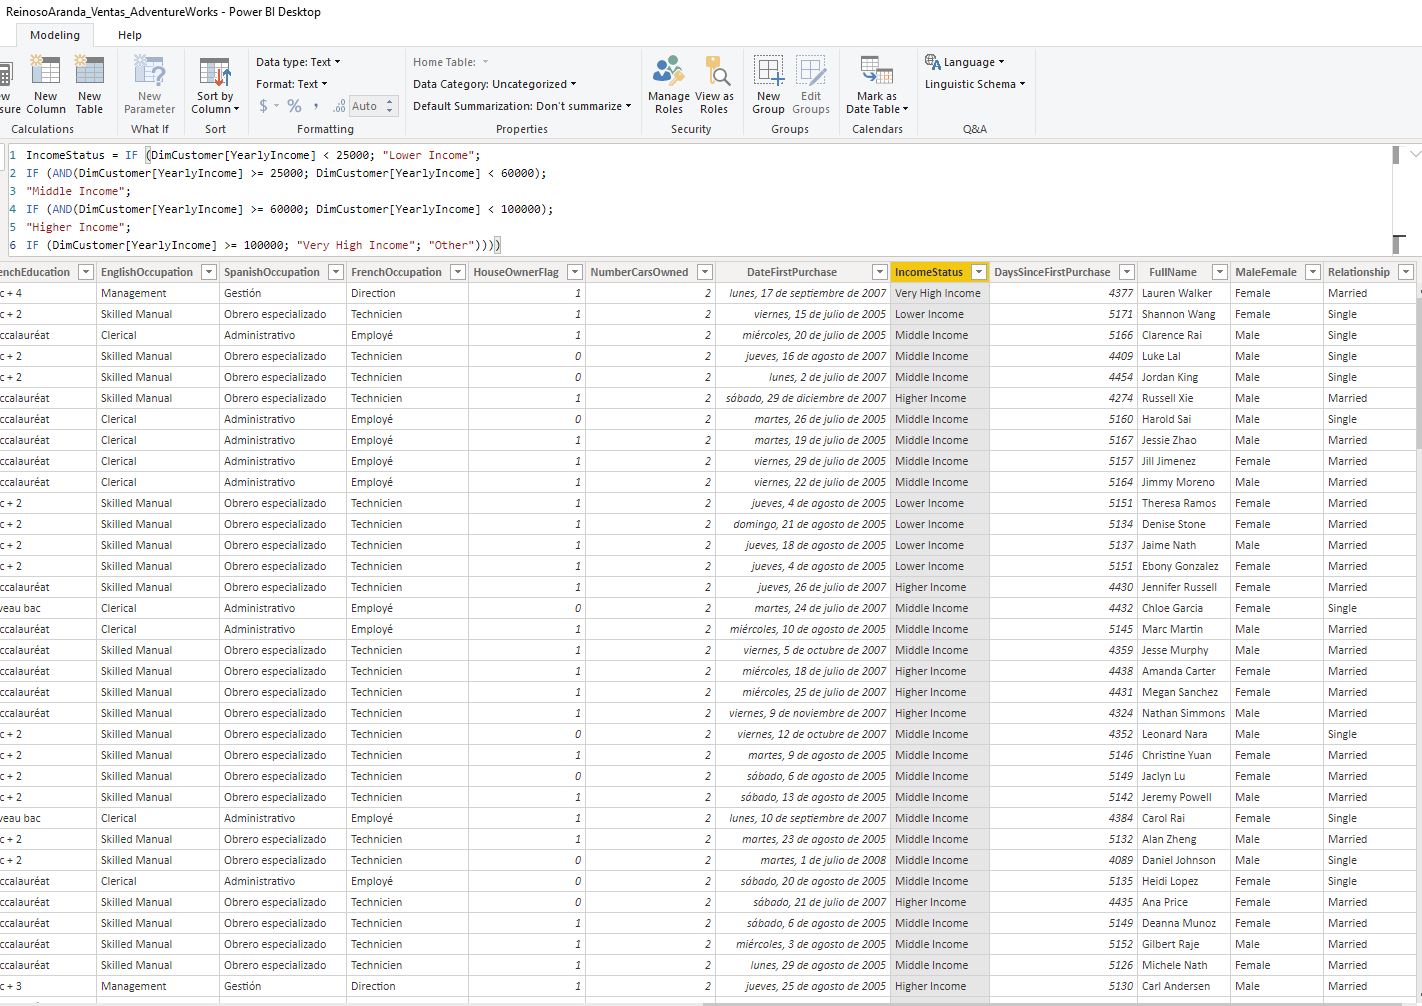 ReinosoAranda_Ventas_AdventureWorks - Power BI Desktop
Modeling Help
New Column
New Table
Calculations
New Parameter
What If
Sort by Column
Sort
Data type: Text
Format: Text
$ % , .00 Auto
Formatting
Home Table:
Data Category: Uncategorized
Default Summarization: Don't summarize
Properties
Manage Roles
View as Roles
Security
New Group
Edit Groups
Groups
Mark as Date Table
Calendars
Language
Linguistic Schema
Q&A
1 IncomeStatus = IF (DimCustomer[YearlyIncome] < 25000; "Lower Income";
2 IF (AND(DimCustomer[YearlyIncome] >= 25000; DimCustomer[YearlyIncome] < 60000);
3 "Middle Income";
4 IF (AND(DimCustomer[YearlyIncome] >= 60000; DimCustomer[YearlyIncome] < 100000);
5 "Higher Income";
6 IF (DimCustomer[YearlyIncome] >= 100000; "Very High Income"; "Other"))))
enchEducation EnglishOccupation SpanishOccupation FrenchOccupation HouseOwnerFlag NumberCarsOwned DateFirstPurchase IncomeStatus DaysSinceFirstPurchase FullName MaleFemale Relationship
c + 4 Management Gestión Direction 1 2 lunes, 17 de septiembre de 2007 Very High Income 4377 Lauren Walker Female Married
c + 2 Skilled Manual Obrero especializado Technicien 1 2 viernes, 15 de julio de 2005 Lower Income 5171 Shannon Wang Female Single
ccalauréat Clerical Administrativo Employé 1 2 miércoles, 20 de julio de 2005 Middle Income 5166 Clarence Rai Male Single
c + 2 Skilled Manual Obrero especializado Technicien 0 2 jueves, 16 de agosto de 2007 Middle Income 4409 Luke Lal Male Single
c + 2 Skilled Manual Obrero especializado Technicien 0 2 lunes, 2 de julio de 2007 Middle Income 4454 Jordan King Male Single
ccalauréat Skilled Manual Obrero especializado Technicien 1 2 sábado, 29 de diciembre de 2007 Higher Income 4274 Russell Xie Male Married
ccalauréat Clerical Administrativo Employé 0 2 martes, 26 de julio de 2005 Middle Income 5160 Harold Sai Male Single
ccalauréat Clerical Administrativo Employé 1 2 martes, 19 de julio de 2005 Middle Income 5167 Jessie Zhao Male Married
ccalauréat Clerical Administrativo Employé 1 2 viernes, 29 de julio de 2005 Middle Income 5157 Jill Jimenez Female Married
ccalauréat Clerical Administrativo Employé 1 2 viernes, 22 de julio de 2005 Middle Income 5164 Jimmy Moreno Male Married
c + 2 Skilled Manual Obrero especializado Technicien 1 2 jueves, 4 de agosto de 2005 Lower Income 5151 Theresa Ramos Female Married
c + 2 Skilled Manual Obrero especializado Technicien 1 2 domingo, 21 de agosto de 2005 Lower Income 5134 Denise Stone Female Married
c + 2 Skilled Manual Obrero especializado Technicien 1 2 jueves, 18 de agosto de 2005 Lower Income 5137 Jaime Nath Male Married
c + 2 Skilled Manual Obrero especializado Technicien 1 2 jueves, 4 de agosto de 2005 Lower Income 5151 Ebony Gonzalez Female Married
ccalauréat Skilled Manual Obrero especializado Technicien 1 2 jueves, 26 de julio de 2007 Higher Income 4430 Jennifer Russell Female Married
veau bac Clerical Administrativo Employé 0 2 martes, 24 de julio de 2007 Middle Income 4432 Chloe Garcia Female Single
ccalauréat Clerical Administrativo Employé 1 2 miércoles, 10 de agosto de 2005 Middle Income 5145 Marc Martin Male Married
ccalauréat Skilled Manual Obrero especializado Technicien 1 2 viernes, 5 de octubre de 2007 Middle Income 4359 Jesse Murphy Male Married
ccalauréat Skilled Manual Obrero especializado Technicien 1 2 miércoles, 18 de julio de 2007 Higher Income 4438 Amanda Carter Female Married
ccalauréat Skilled Manual Obrero especializado Technicien 1 2 miércoles, 25 de julio de 2007 Higher Income 4431 Megan Sanchez Female Married
ccalauréat Skilled Manual Obrero especializado Technicien 1 2 viernes, 9 de noviembre de 2007 Higher Income 4324 Nathan Simmons Male Married
c + 2 Skilled Manual Obrero especializado Technicien 0 2 viernes, 12 de octubre de 2007 Middle Income 4352 Leonard Nara Male Single
c + 2 Skilled Manual Obrero especializado Technicien 1 2 martes, 9 de agosto de 2005 Middle Income 5146 Christine Yuan Female Married
c + 2 Skilled Manual Obrero especializado Technicien 0 2 sábado, 6 de agosto de 2005 Middle Income 5149 Jaclyn Lu Female Married
c + 2 Skilled Manual Obrero especializado Technicien 1 2 sábado, 13 de agosto de 2005 Middle Income 5142 Jeremy Powell Male Married
veau bac Clerical Administrativo Employé 1 2 lunes, 10 de septiembre de 2007 Middle Income 4384 Carol Rai Female Single
c + 2 Skilled Manual Obrero especializado Technicien 1 2 martes, 23 de agosto de 2005 Middle Income 5132 Alan Zheng Male Married
c + 2 Skilled Manual Obrero especializado Technicien 0 2 martes, 1 de julio de 2008 Middle Income 4089 Daniel Johnson Male Single
ccalauréat Clerical Administrativo Employé 0 2 sábado, 20 de agosto de 2005 Middle Income 5135 Heidi Lopez Female Single
ccalauréat Skilled Manual Obrero especializado Technicien 0 2 sábado, 21 de julio de 2007 Higher Income 4435 Ana Price Female Married
ccalauréat Skilled Manual Obrero especializado Technicien 1 2 sábado, 6 de agosto de 2005 Middle Income 5149 Deanna Munoz Female Married
ccalauréat Skilled Manual Obrero especializado Technicien 1 2 miércoles, 3 de agosto de 2005 Middle Income 5152 Gilbert Raje Male Married
ccalauréat Skilled Manual Obrero especializado Technicien 1 2 lunes, 29 de agosto de 2005 Middle Income 5126 Michele Nath Female Married
c + 3 Management Gestión Direction 1 2 jueves, 25 de agosto de 2005 Higher Income 5130 Carl Andersen Male Married